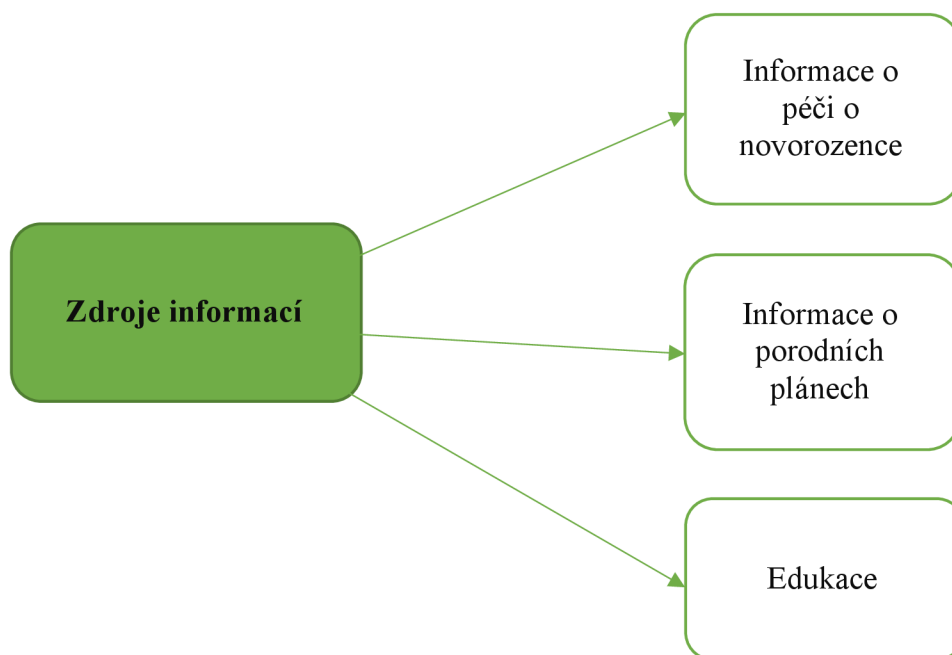 Zdroje informací
Informace o
péči o
novorozence
Informace o
porodních
plánech
Edukace